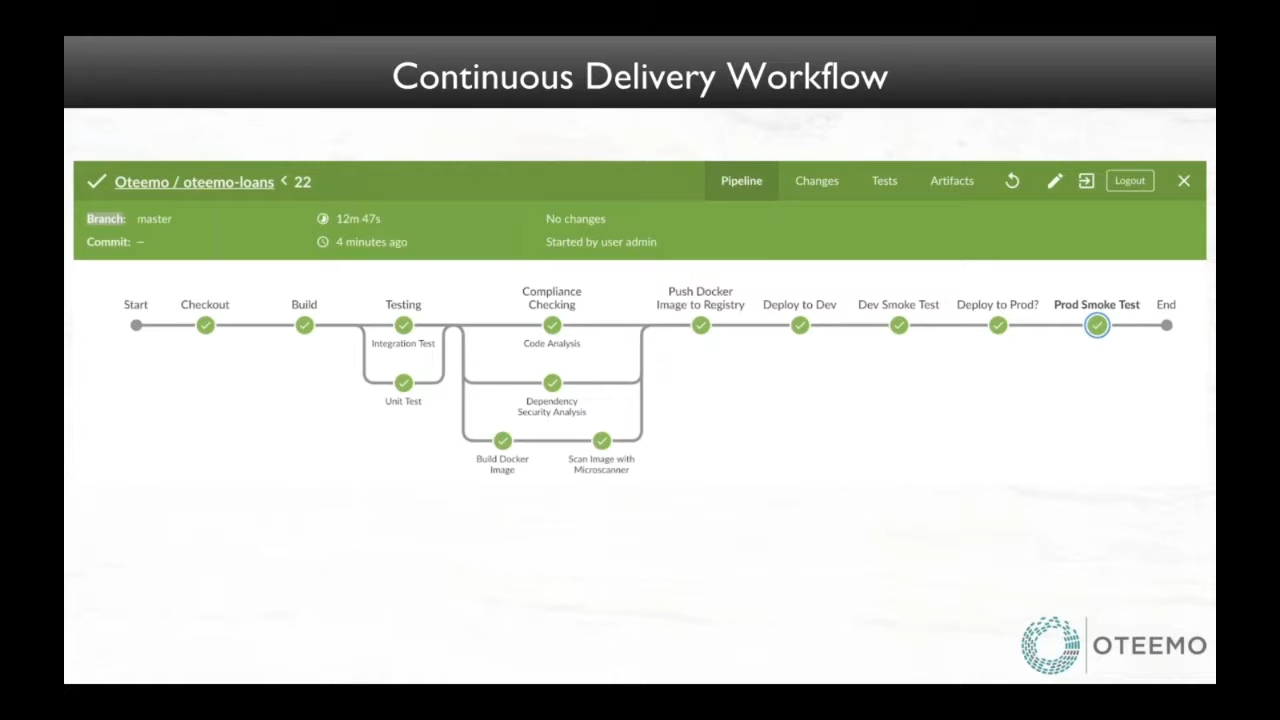 Continuous Delivery Workflow
Oteemo / oteemo-loans < 22
Pipeline
Changes
Tests
Artifacts
Logout
Branch: master
12m 47s
No changes
Commit: –
4 minutes ago
Started by user admin
Start
Checkout
Build
Testing
Compliance
Checking
Push Docker
Image to Registry
Deploy to Dev
Dev Smoke Test
Deploy to Prod?
Prod Smoke Test
End
Integration Test
Code Analysis
Unit Test
Dependency
Security Analysis
Build Docker
Image
Scan Image with
Microscanner
OTEEMO